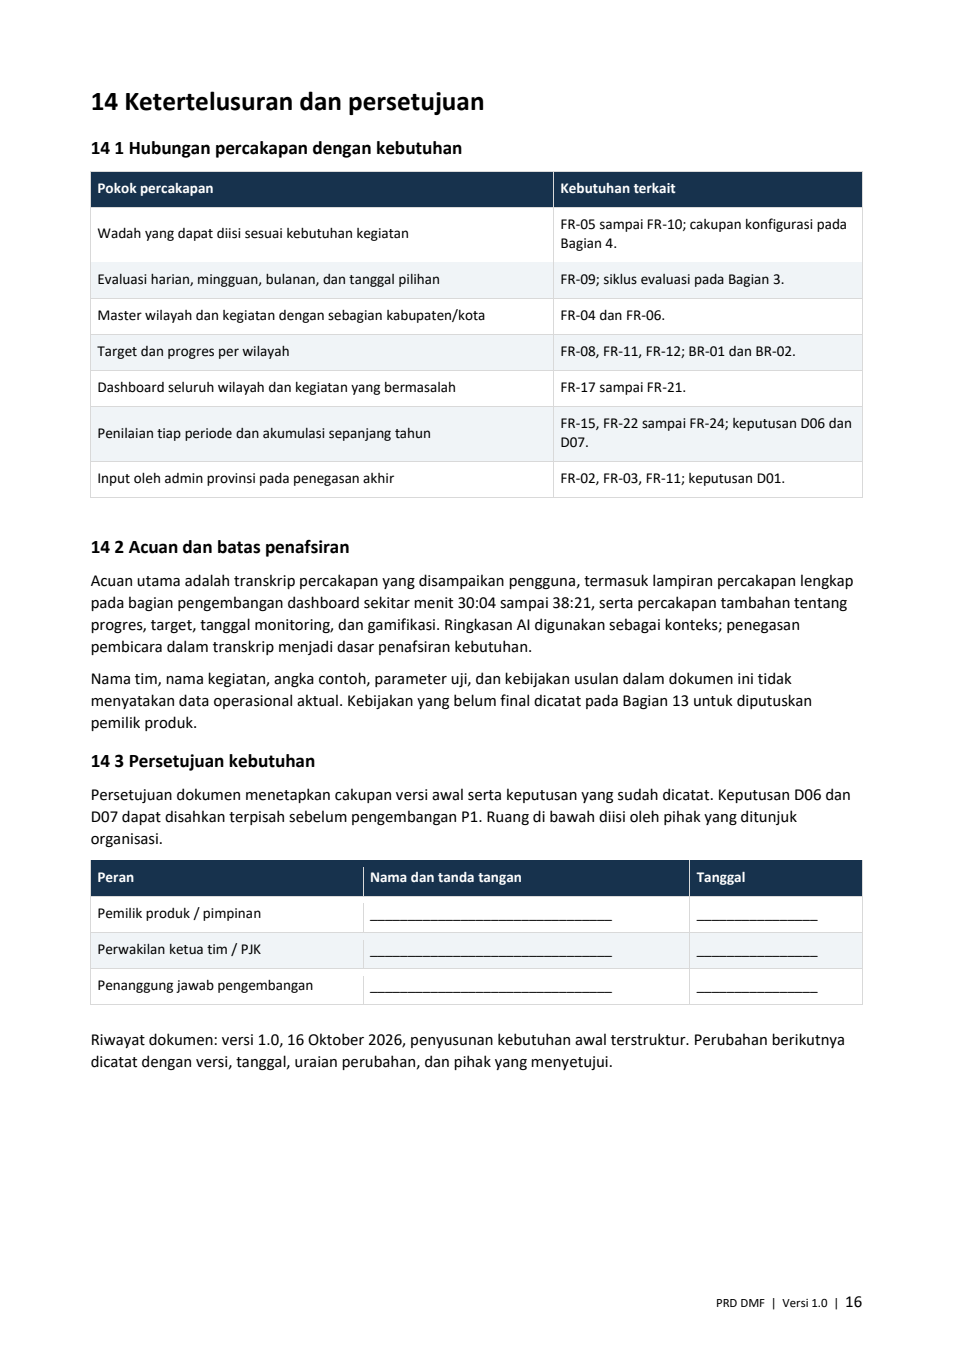 14 Ketertelusuran dan persetujuan
14 1 Hubungan percakapan dengan kebutuhan
Pokok percakapan Kebutuhan terkait
Wadah yang dapat diisi sesuai kebutuhan kegiatan FR-05 sampai FR-10; cakupan konfigurasi pada
Bagian 4.
Evaluasi harian, mingguan, bulanan, dan tanggal pilihan FR-09; siklus evaluasi pada Bagian 3.
Master wilayah dan kegiatan dengan sebagian kabupaten/kota FR-04 dan FR-06.
Target dan progres per wilayah FR-08, FR-11, FR-12; BR-01 dan BR-02.
Dashboard seluruh wilayah dan kegiatan yang bermasalah FR-17 sampai FR-21.
Penilaian tiap periode dan akumulasi sepanjang tahun FR-15, FR-22 sampai FR-24; keputusan D06 dan
D07.
Input oleh admin provinsi pada penegasan akhir FR-02, FR-03, FR-11; keputusan D01.
14 2 Acuan dan batas penafsiran
Acuan utama adalah transkrip percakapan yang disampaikan pengguna, termasuk lampiran percakapan lengkap
pada bagian pengembangan dashboard sekitar menit 30:04 sampai 38:21, serta percakapan tambahan tentang
progres, target, tanggal monitoring, dan gamifikasi. Ringkasan AI digunakan sebagai konteks; penegasan
pembicara dalam transkrip menjadi dasar penafsiran kebutuhan.
Nama tim, nama kegiatan, angka contoh, parameter uji, dan kebijakan usulan dalam dokumen ini tidak
menyatakan data operasional aktual. Kebijakan yang belum final dicatat pada Bagian 13 untuk diputuskan
pemilik produk.
14 3 Persetujuan kebutuhan
Persetujuan dokumen menetapkan cakupan versi awal serta keputusan yang sudah dicatat. Keputusan D06 dan
D07 dapat disahkan terpisah sebelum pengembangan P1. Ruang di bawah diisi oleh pihak yang ditunjuk
organisasi.
Peran Nama dan tanda tangan Tanggal
Pemilik produk / pimpinan ________________________________ ________________
Perwakilan ketua tim / PJK ________________________________ ________________
Penanggung jawab pengembangan ________________________________ ________________
Riwayat dokumen: versi 1.0, 16 Oktober 2026, penyusunan kebutuhan awal terstruktur. Perubahan berikutnya
dicatat dengan versi, tanggal, uraian perubahan, dan pihak yang menyetujui.
PRD DMF | Versi 1.0 | 16